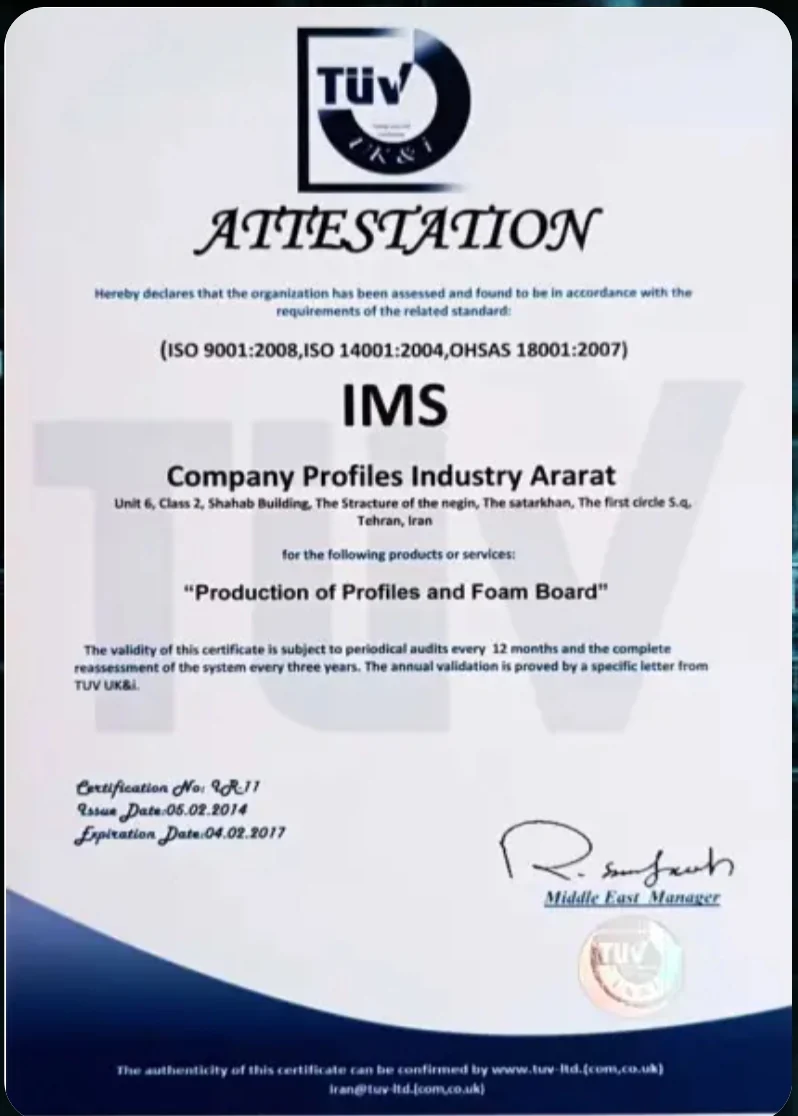 TÜV
UK & i
ATTESTATION
Hereby declares that the organization has been assessed and found to be in accordance with the
requirements of the related standard:
(ISO 9001:2008,ISO 14001:2004,OHSAS 18001:2007)
IMS
Company Profiles Industry Ararat
Unit 6, Class 2, Shahab Building, The Stracture of the negin, The satarkhan, The first circle S.q,
Tehran, Iran
for the following products or services:
“Production of Profiles and Foam Board”
The validity of this certificate is subject to periodical audits every 12 months and the complete
reassessment of the system every three years. The annual validation is proved by a specific letter from
TUV UK&i.
TUV
Certification No: IR.11
Issue Date:05.02.2014
Expiration Date:04.02.2017
Middle East Manager
TUV
The authenticity of this certificate can be confirmed by www.tuv-ltd.(com,co.uk)
Iran@tuv-ltd.(com,co.uk)